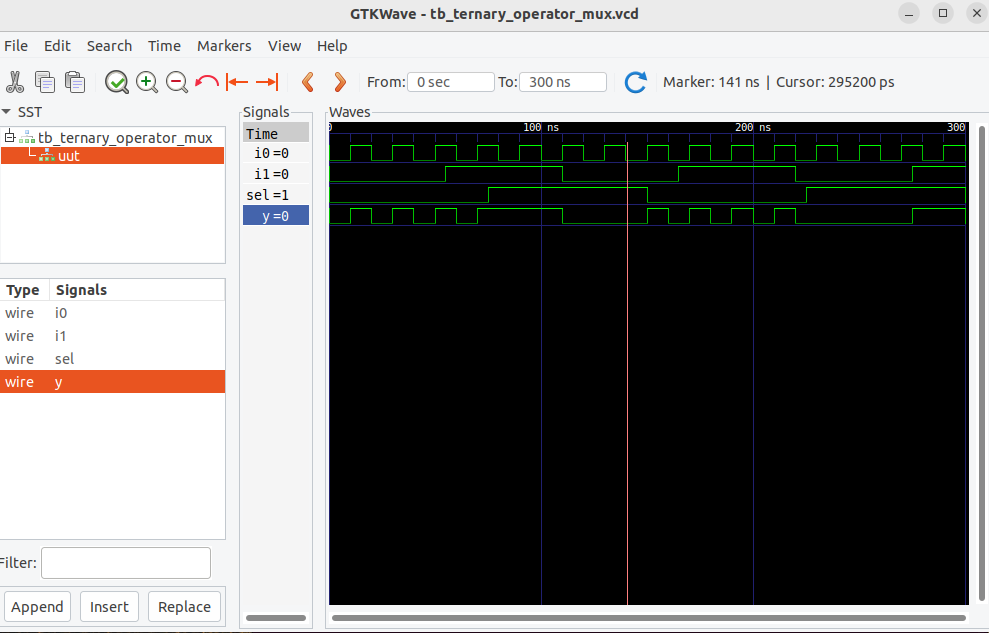 GTKWave - tb_ternary_operator_mux.vcd
File Edit Search Time Markers View Help
From: 0 sec To: 300 ns Marker: 141 ns | Cursor: 295200 ps
SST
tb_ternary_operator_mux
uut
Type Signals
wire i0
wire i1
wire sel
wire y
Filter:
Append Insert Replace
Signals
Time
i0 =0
i1 =0
sel =1
y =0
Waves
0 100 ns 200 ns 300